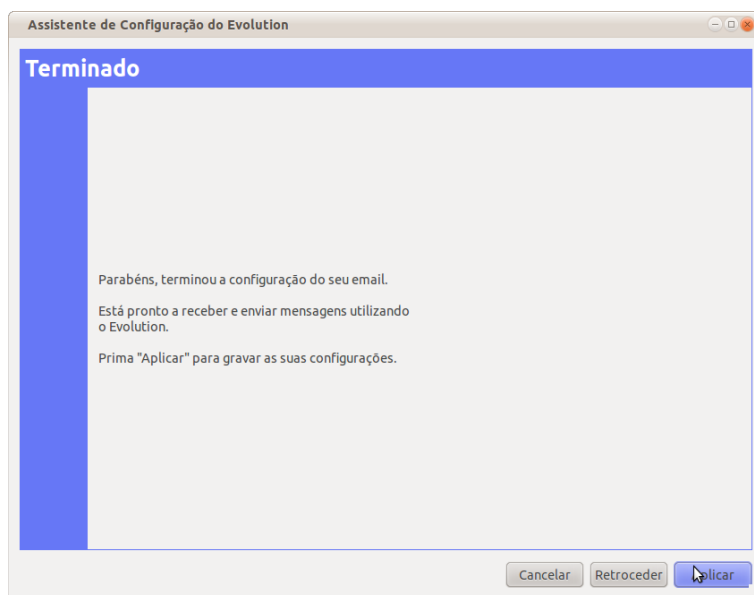 Assistente de Configuração do Evolution
Terminado
Parabéns, terminou a configuração do seu email.
Está pronto a receber e enviar mensagens utilizando
o Evolution.
Prima "Aplicar" para gravar as suas configurações.
Cancelar
Retroceder
Aplicar